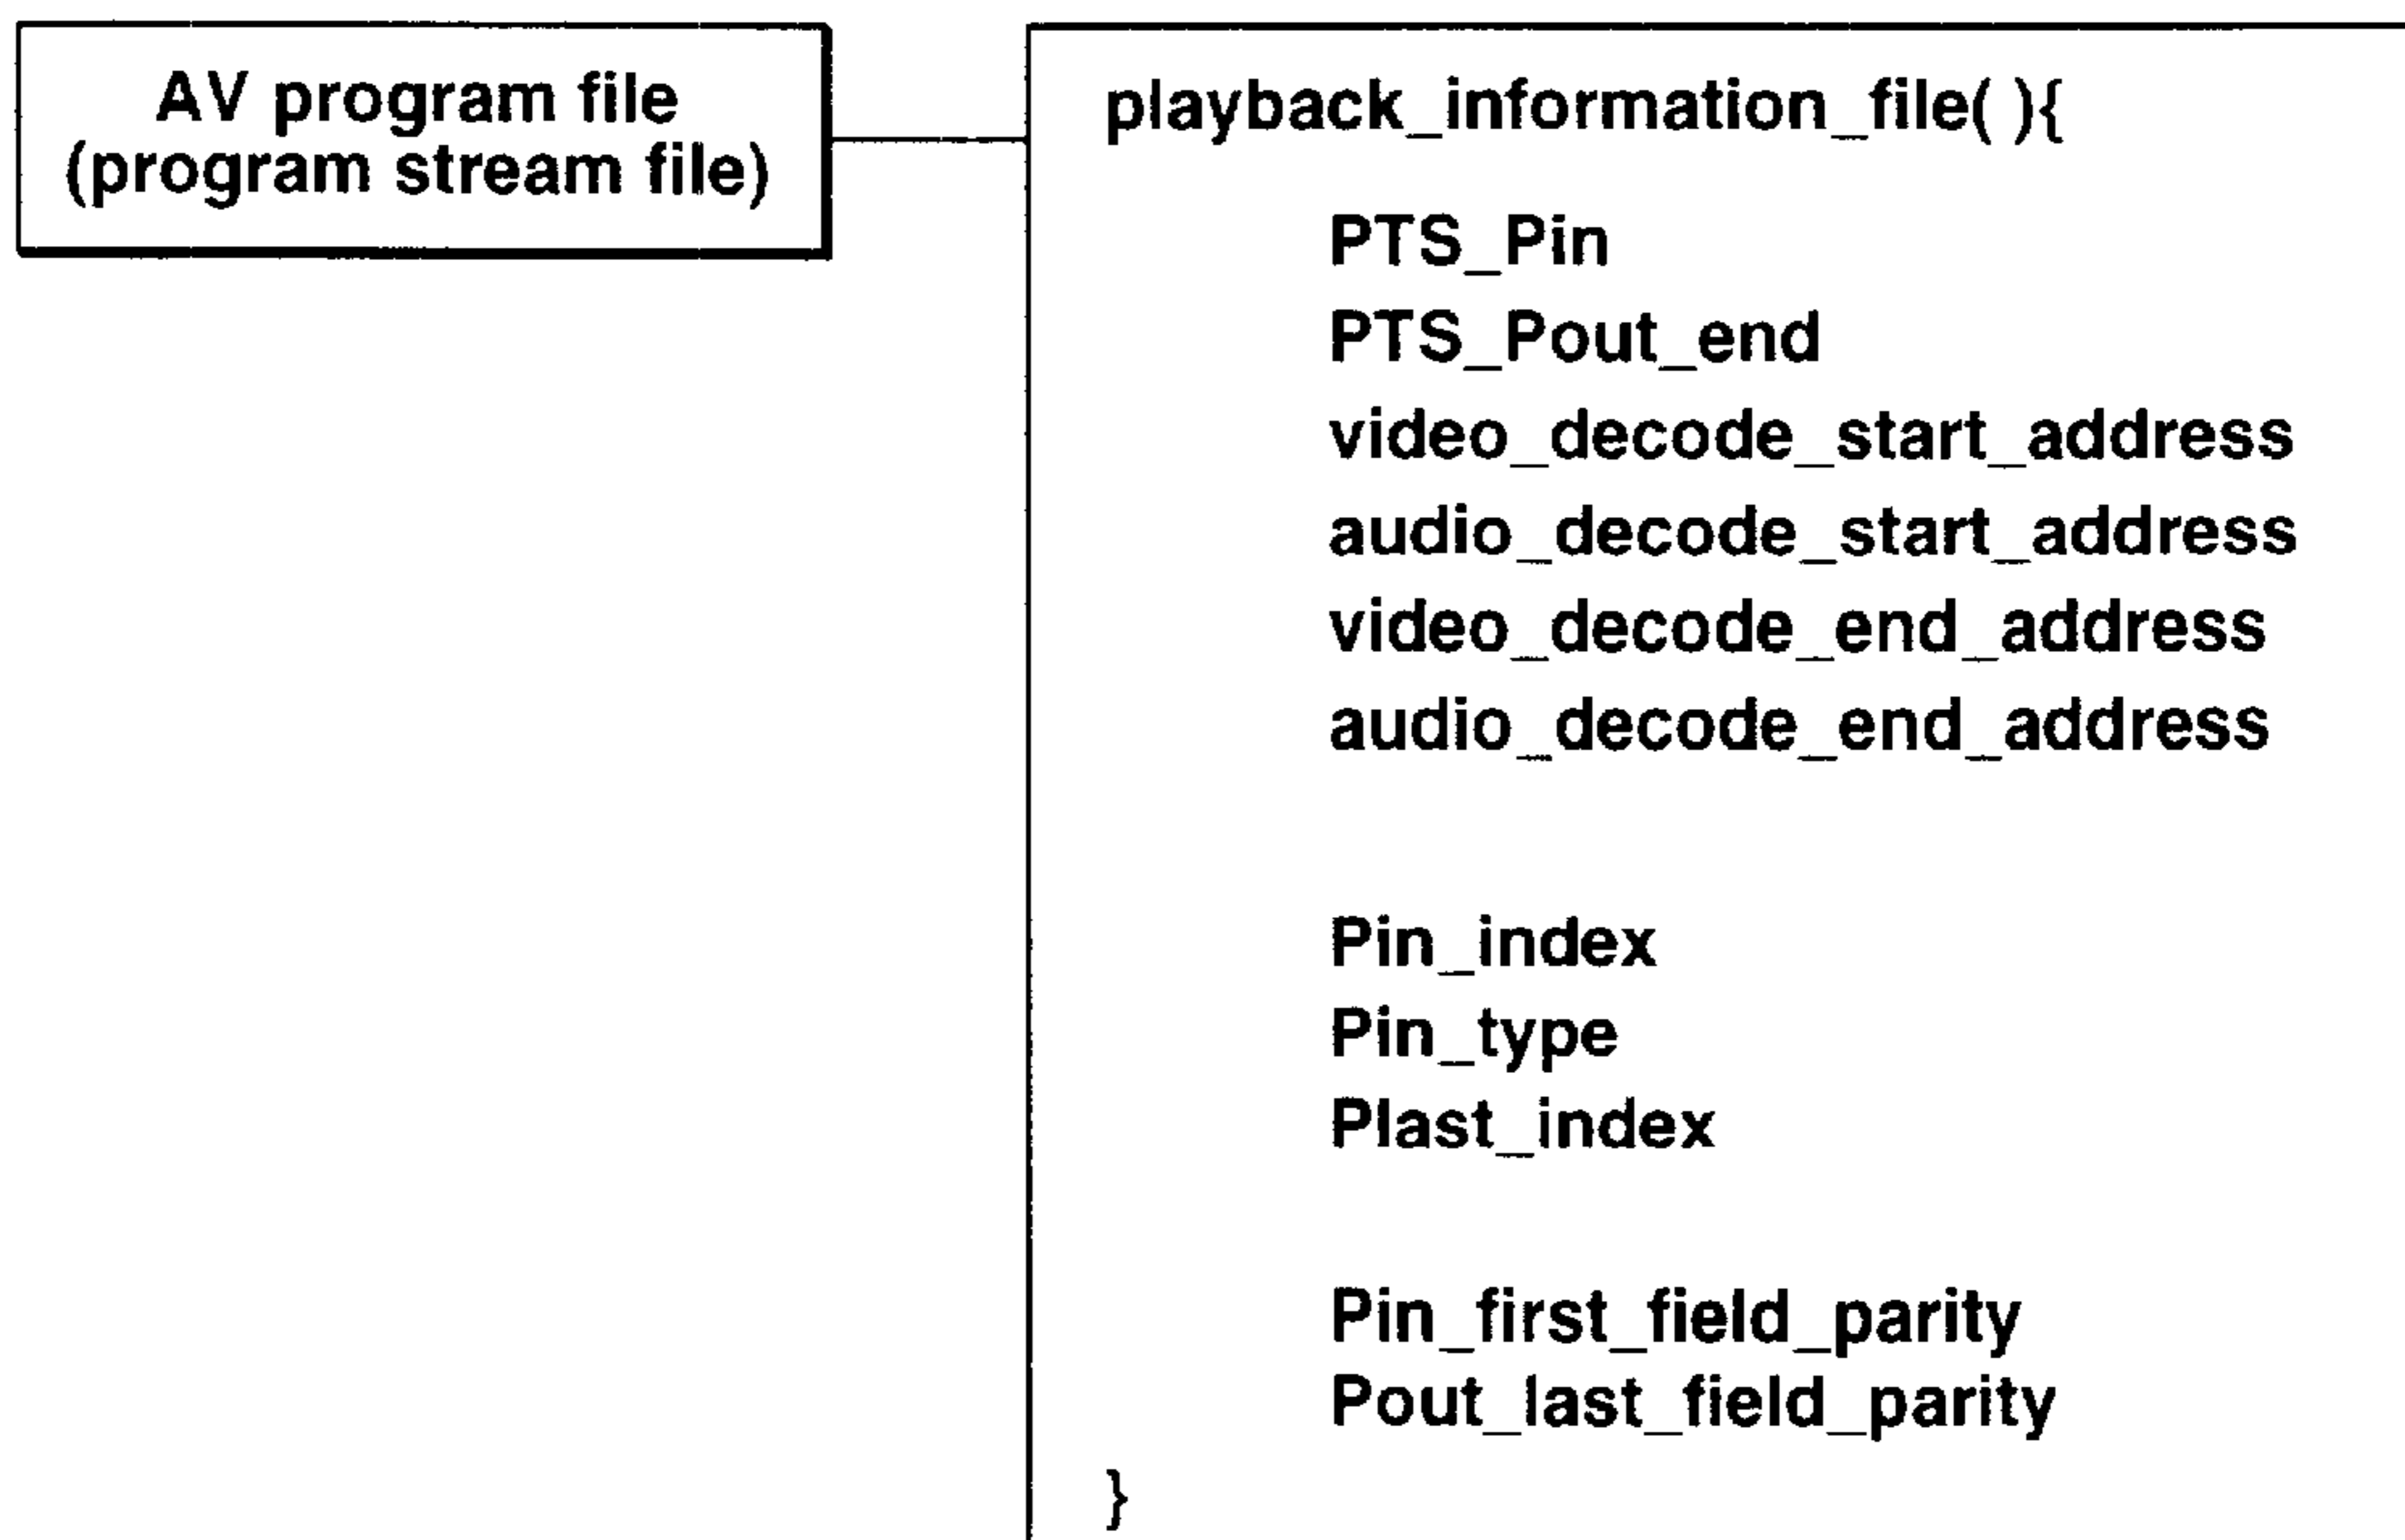 AV program file
(program stream file)
playback_information_file( ){
PTS_Pin
PTS_Pout_end
video_decode_start_address
audio_decode_start_address
video_decode_end_address
audio_decode_end_address
Pin_index
Pin_type
Plast_index
Pin_first_field_parity
Pout_last_field_parity
}